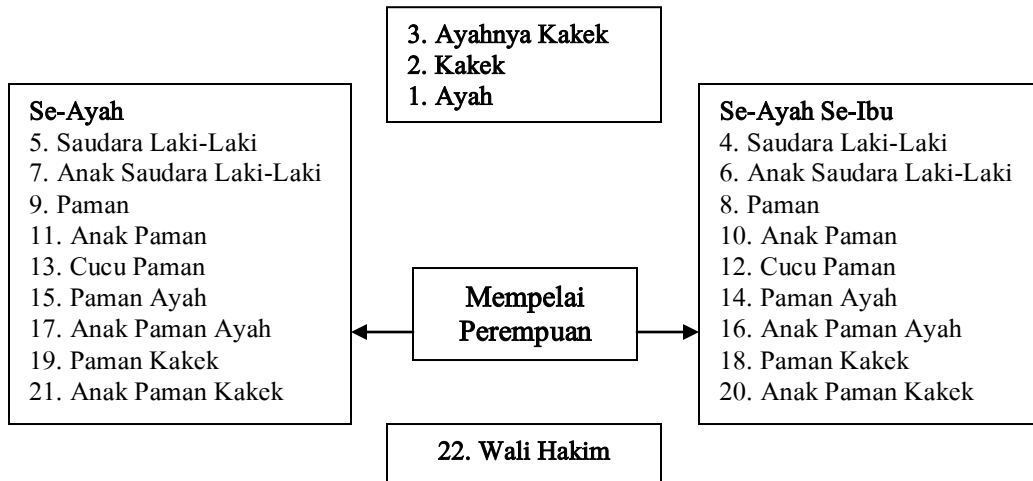 3. Ayahnya Kakek
2. Kakek
1. Ayah
Se-Ayah
5. Saudara Laki-Laki
7. Anak Saudara Laki-Laki
9. Paman
11. Anak Paman
13. Cucu Paman
15. Paman Ayah
17. Anak Paman Ayah
19. Paman Kakek
21. Anak Paman Kakek
Mempelai
Perempuan
Se-Ayah Se-Ibu
4. Saudara Laki-Laki
6. Anak Saudara Laki-Laki
8. Paman
10. Anak Paman
12. Cucu Paman
14. Paman Ayah
16. Anak Paman Ayah
18. Paman Kakek
20. Anak Paman Kakek
22. Wali Hakim